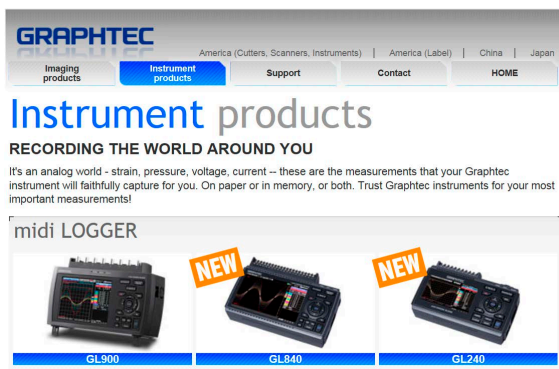 GRAPHTEC
America (Cutters, Scanners, Instruments) | America (Label) | China | Japan
Imaging products
Instrument products
Support
Contact
HOME
Instrument products
RECORDING THE WORLD AROUND YOU
It's an analog world - strain, pressure, voltage, current -- these are the measurements that your Graphtec
instrument will faithfully capture for you. On paper or in memory, or both. Trust Graphtec instruments for your most
important measurements!
midi LOGGER
NEW
NEW
GL900
GL840
GL240